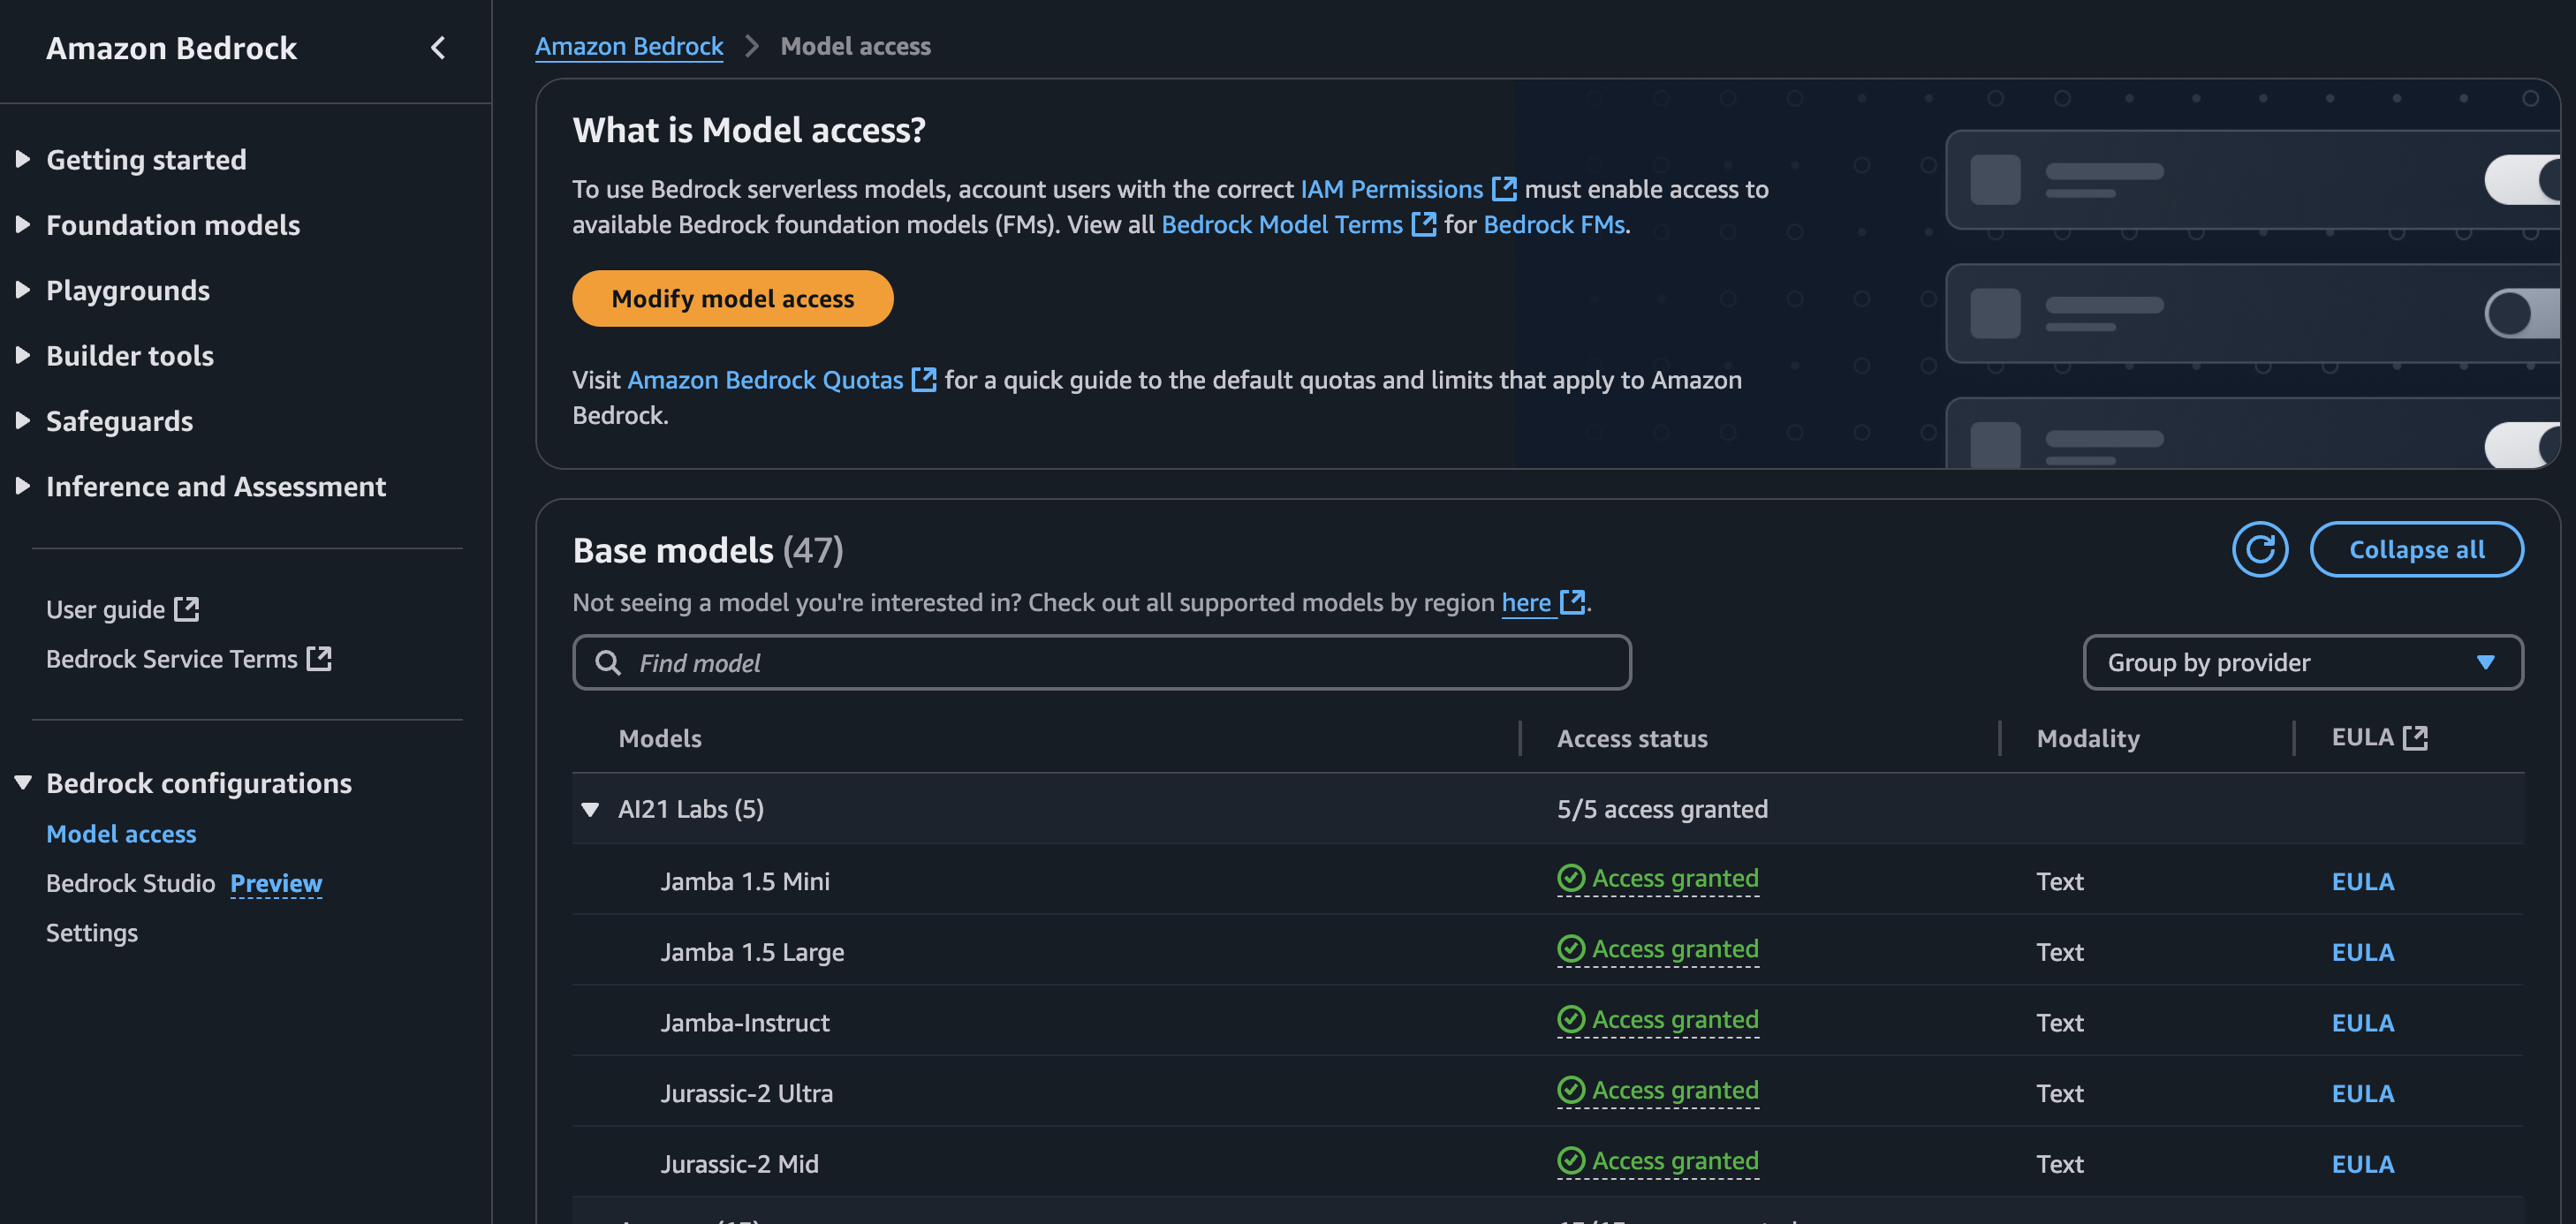 Amazon Bedrock
Getting started
Foundation models
Playgrounds
Builder tools
Safeguards
Inference and Assessment
User guide
Bedrock Service Terms
Bedrock configurations
Model access
Bedrock Studio Preview
Settings
Amazon Bedrock > Model access
What is Model access?
To use Bedrock serverless models, account users with the correct IAM Permissions must enable access to
available Bedrock foundation models (FMs). View all Bedrock Model Terms for Bedrock FMs.
Modify model access
Visit Amazon Bedrock Quotas for a quick guide to the default quotas and limits that apply to Amazon
Bedrock.
Base models (47)
Collapse all
Not seeing a model you're interested in? Check out all supported models by region here.
Find model
Group by provider
Models Access status Modality EULA
AI21 Labs (5) 5/5 access granted
Jamba 1.5 Mini Access granted Text EULA
Jamba 1.5 Large Access granted Text EULA
Jamba-Instruct Access granted Text EULA
Jurassic-2 Ultra Access granted Text EULA
Jurassic-2 Mid Access granted Text EULA